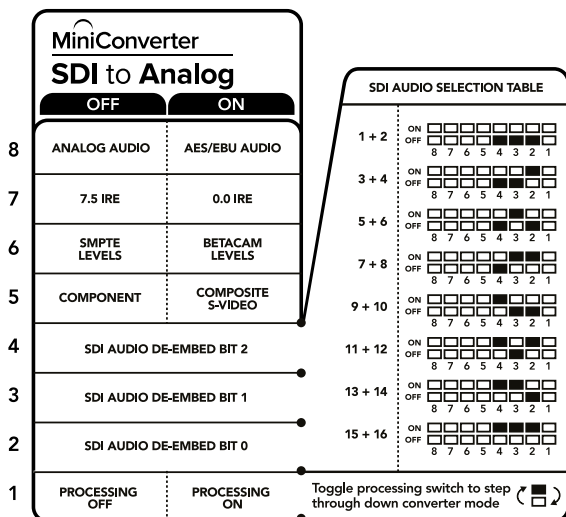 MiniConverter
SDI to Analog
OFF ON
8 ANALOG AUDIO AES/EBU AUDIO
7 7.5 IRE 0.0 IRE
6 SMPTE LEVELS BETACAM LEVELS
5 COMPONENT COMPOSITE S-VIDEO
4 SDI AUDIO DE-EMBED BIT 2
3 SDI AUDIO DE-EMBED BIT 1
2 SDI AUDIO DE-EMBED BIT 0
1 PROCESSING OFF PROCESSING ON
SDI AUDIO SELECTION TABLE
1 + 2 ON
OFF
8 7 6 5 4 3 2 1
3 + 4 ON
OFF
8 7 6 5 4 3 2 1
5 + 6 ON
OFF
8 7 6 5 4 3 2 1
7 + 8 ON
OFF
8 7 6 5 4 3 2 1
9 + 10 ON
OFF
8 7 6 5 4 3 2 1
11 + 12 ON
OFF
8 7 6 5 4 3 2 1
13 + 14 ON
OFF
8 7 6 5 4 3 2 1
15 + 16 ON
OFF
8 7 6 5 4 3 2 1
Toggle processing switch to step
through down converter mode